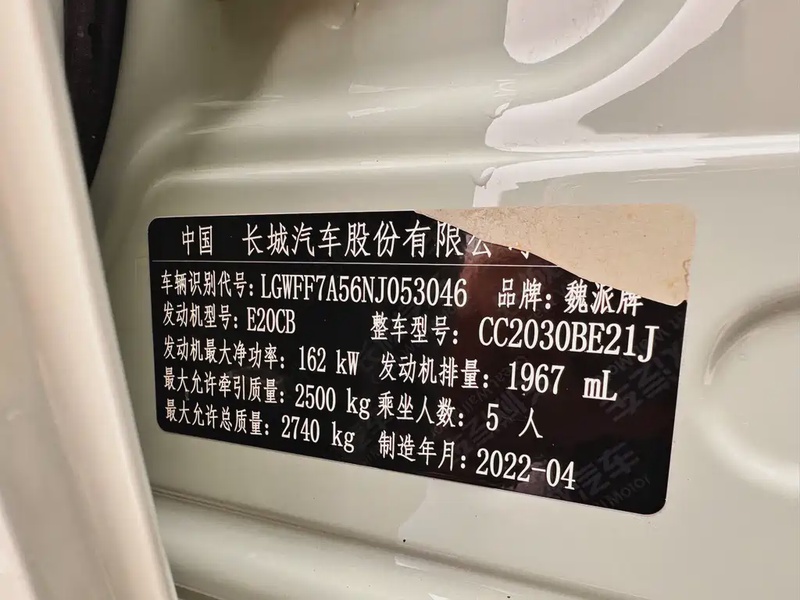 中国 长城汽车股份有限公司
车辆识别代号: LGWFF7A56NJ053046 品牌: 魏派牌
发动机型号: E20CB 整车型号: CC2030BE21J
发动机最大净功率: 162 kW 发动机排量: 1967 mL
最大允许牵引质量: 2500 kg 乘坐人数: 5 人
最大允许总质量: 2740 kg 制造年月: 2022-04